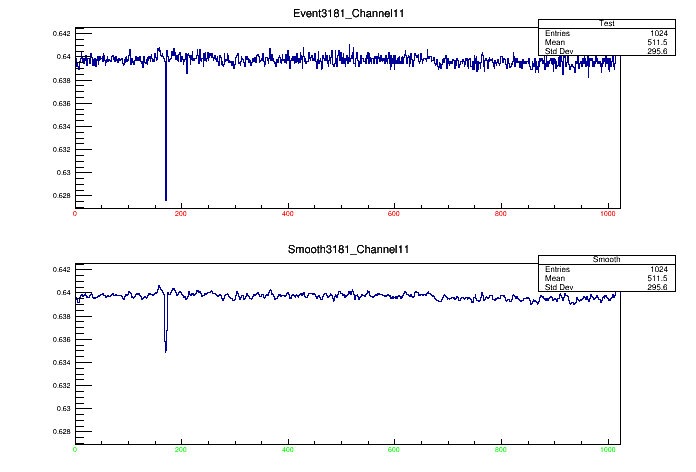 Event3181_Channel11
Test
Entries 1024
Mean 511.5
Std Dev 295.6
0.642
0.64
0.638
0.636
0.634
0.632
0.63
0.628
0 200 400 600 800 1000
Smooth3181_Channel11
Smooth
Entries 1024
Mean 511.5
Std Dev 295.6
0.642
0.64
0.638
0.636
0.634
0.632
0.63
0.628
0 200 400 600 800 1000